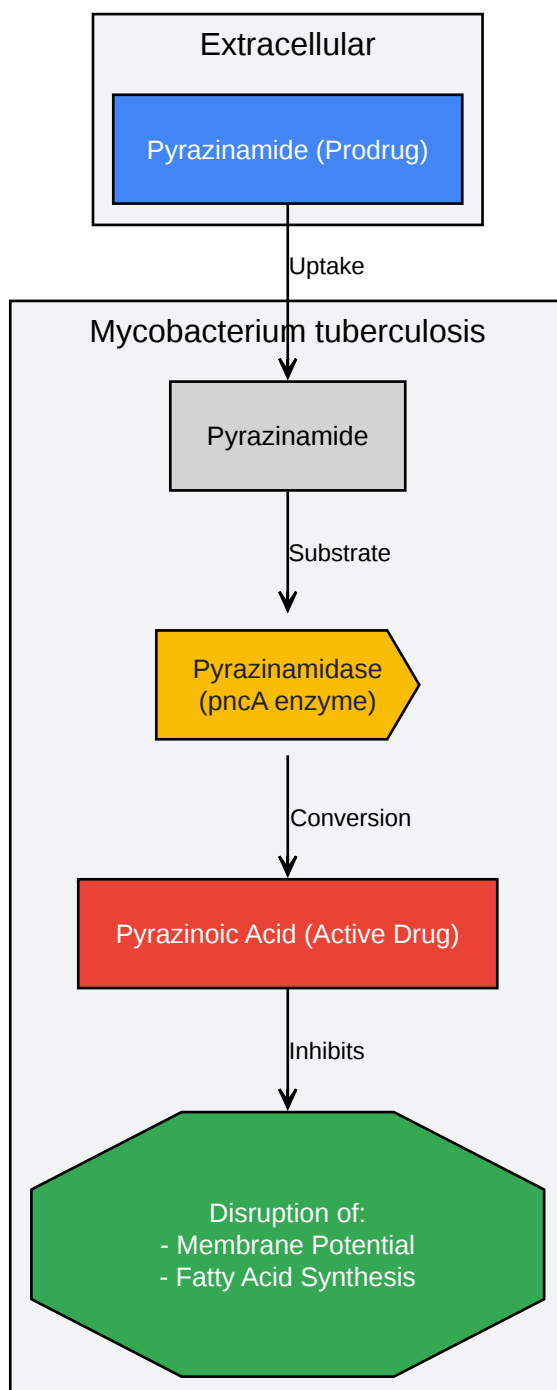 Extracellular
Pyrazinamide (Prodrug)
Uptake
Mycobacterium tuberculosis
Pyrazinamide
Substrate
Pyrazinamidase
(pncA enzyme)
Conversion
Pyrazinoic Acid (Active Drug)
Inhibits
Disruption of:
- Membrane Potential
- Fatty Acid Synthesis